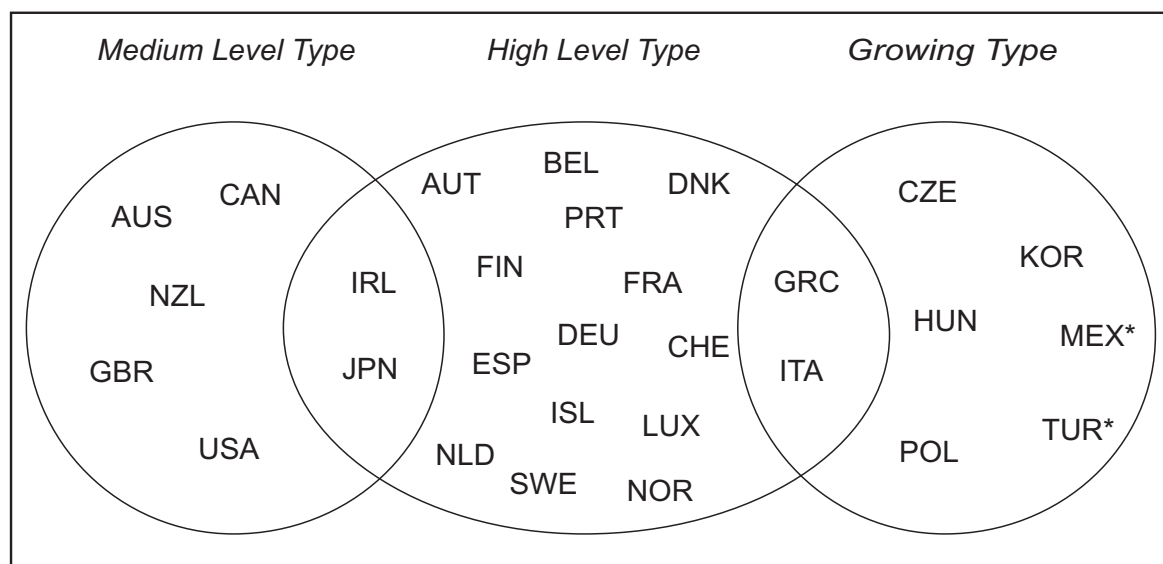 Medium Level Type High Level Type Growing Type
BEL
AUT DNK
CAN CZE
AUS PRT
KOR
FIN
IRL FRA GRC
NZL
HUN
DEU MEX*
CHE
ESP
GBR JPN ITA
ISL
LUX TUR*
USA NLD POL
SWE NOR